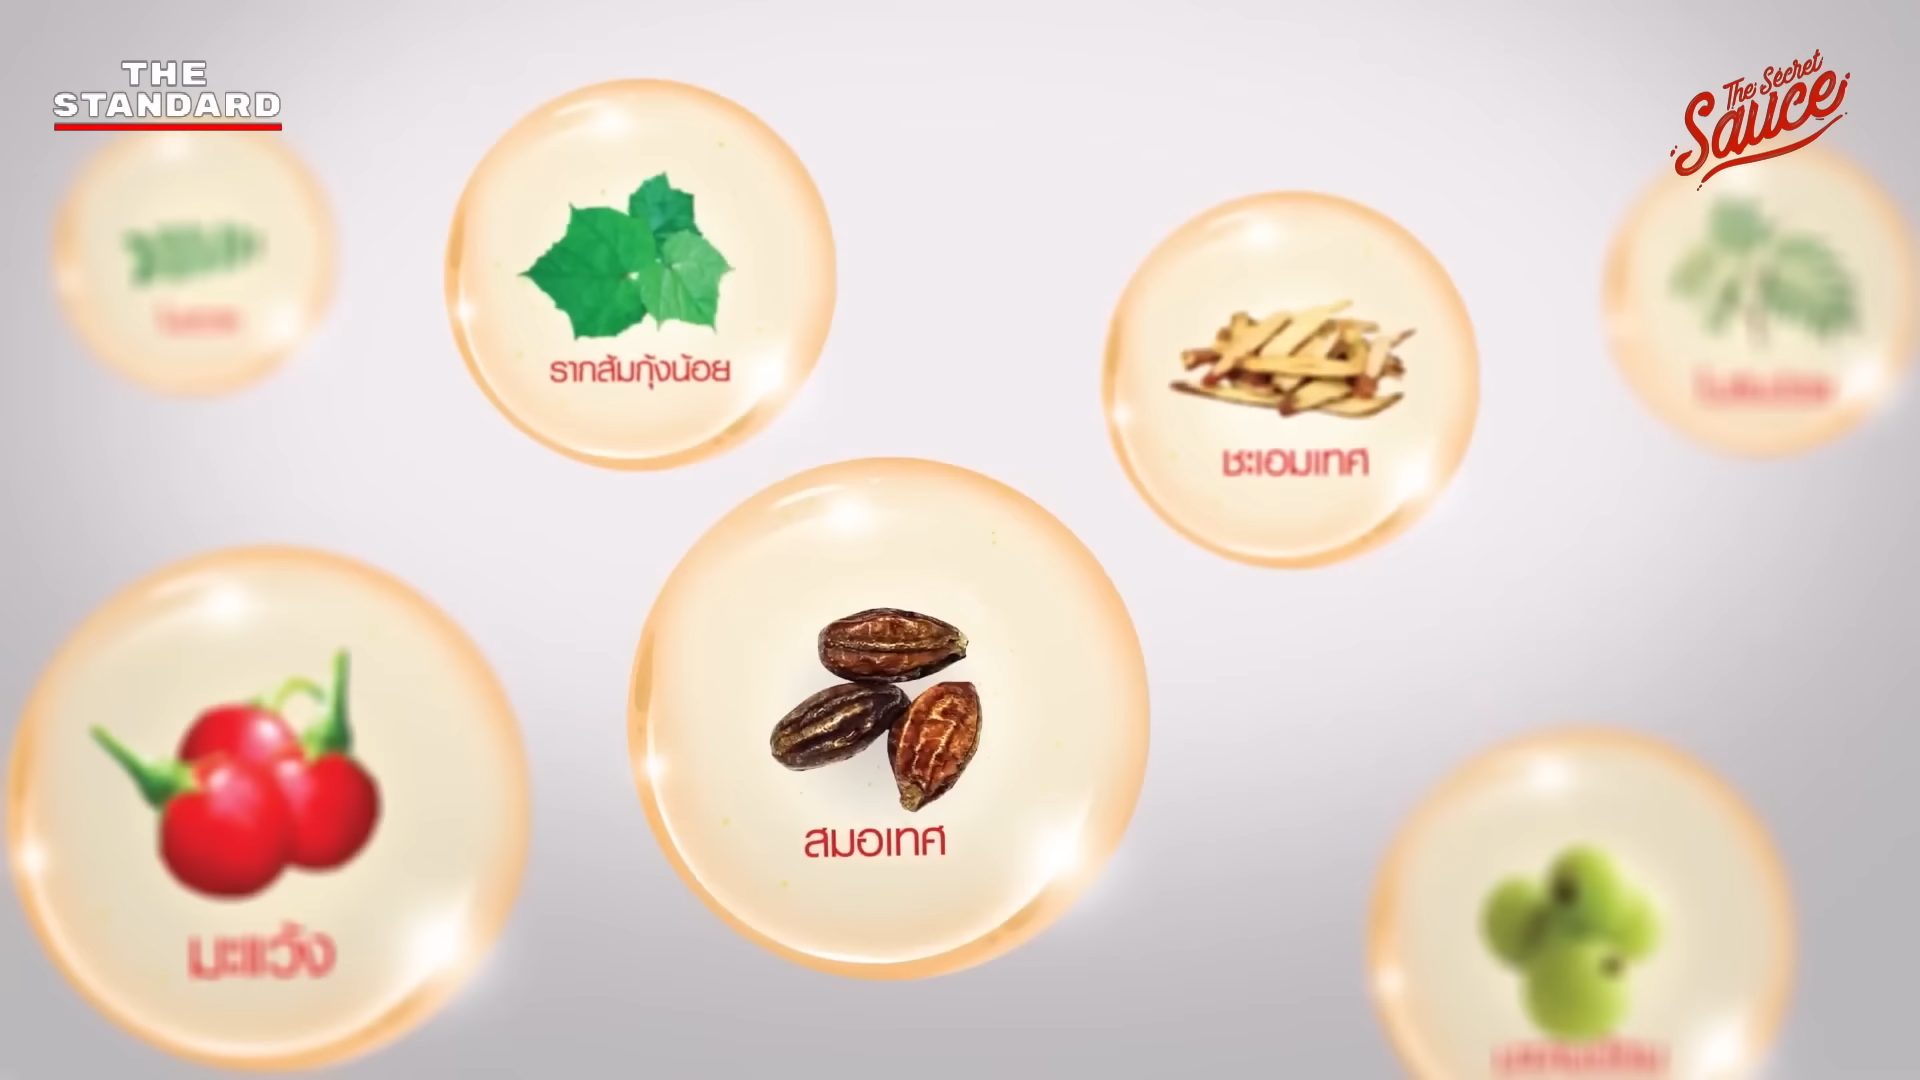 THE
STANDARD
The Secret
Sauce
รากส้มกุ้งน้อย
ชะเอมเทศ
สมอเทศ
มะแว้ง